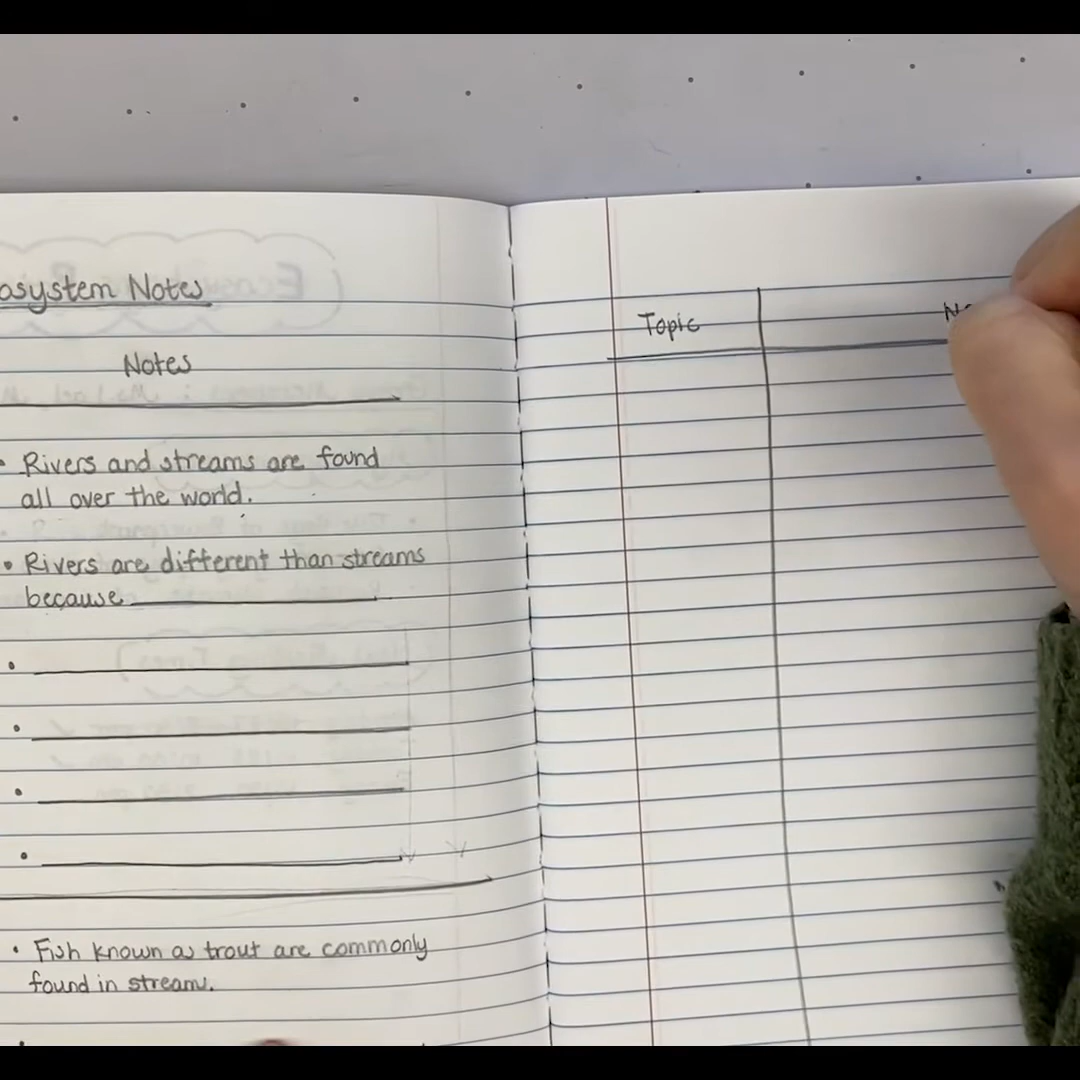 osystem Notes
Notes
• Rivers and streams are found
all over the world.
• Rivers are different than streams
because
• Fish known as trout are commonly
found in streams.
Topic